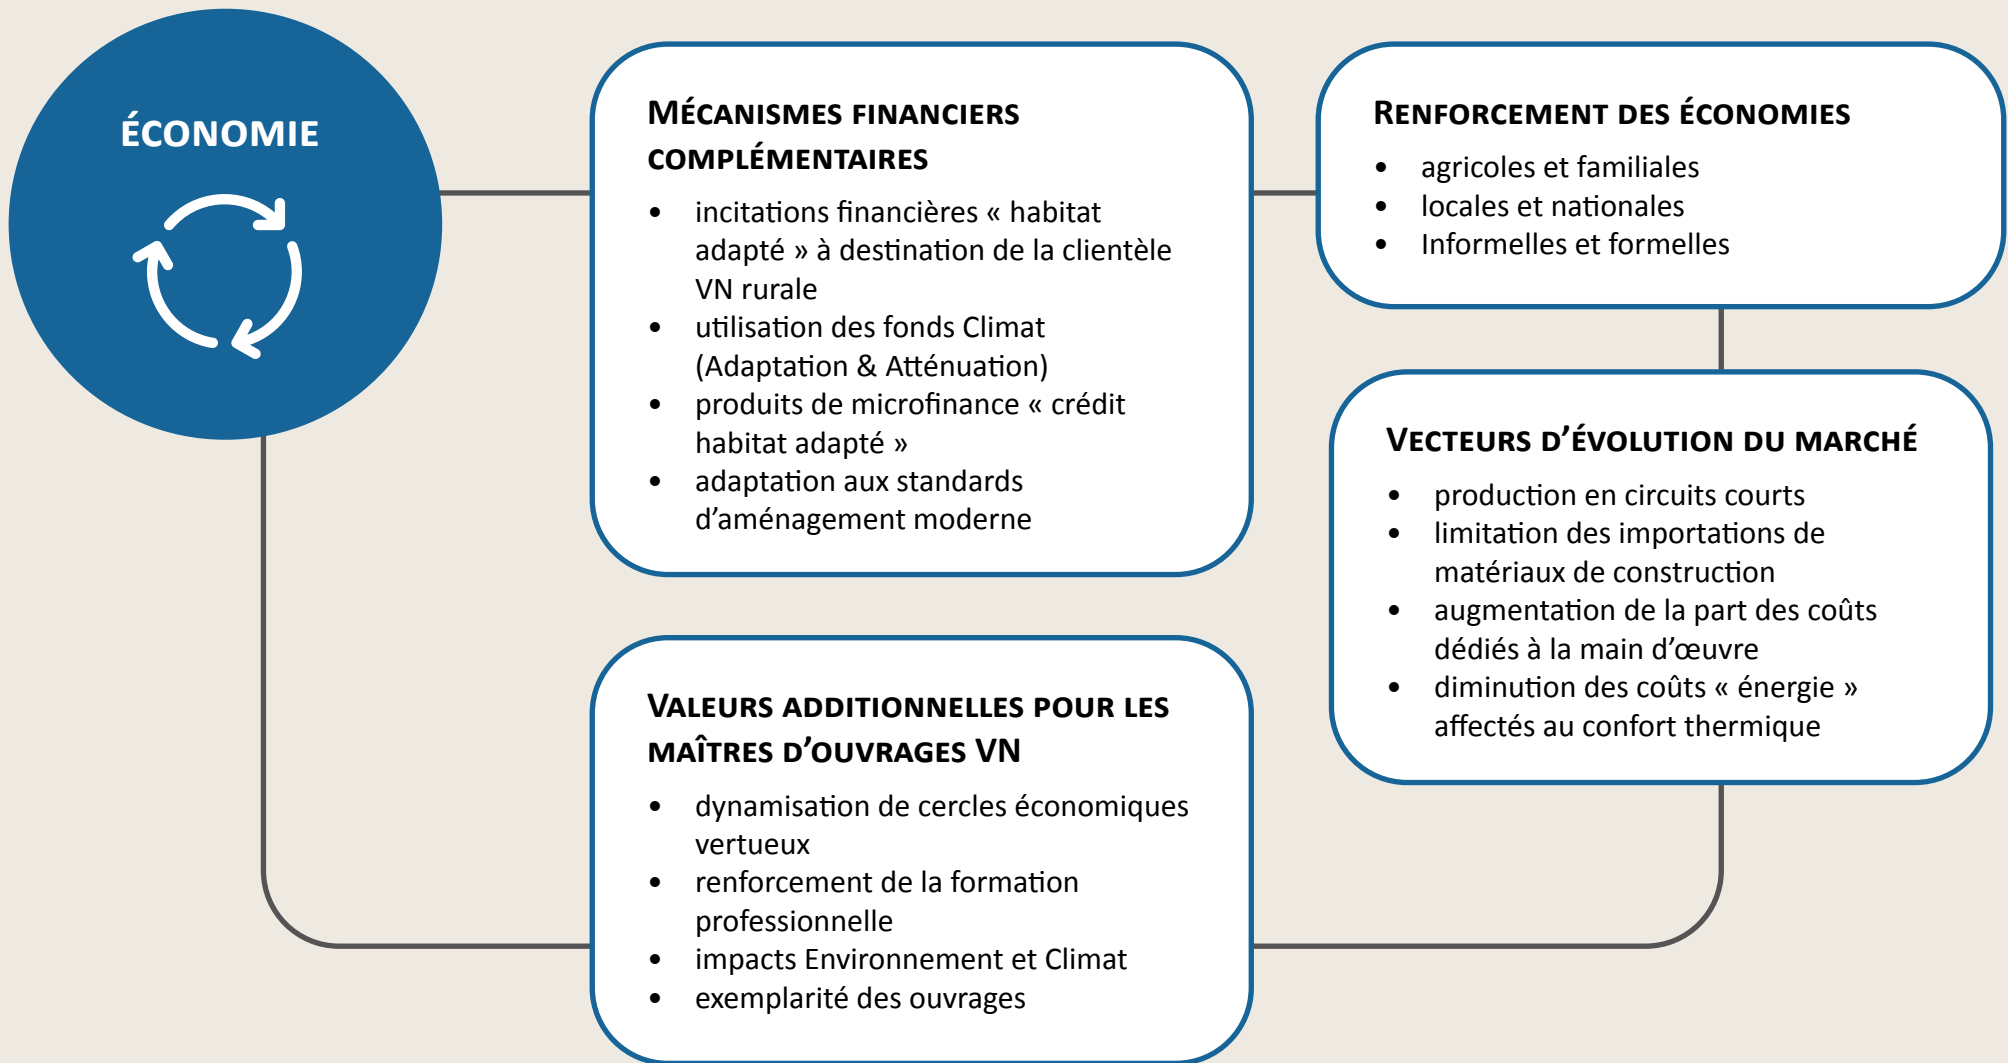 ÉCONOMIE
MÉCANISMES FINANCIERS
COMPLÉMENTAIRES
• incitations financières « habitat
adapté » à destination de la clientèle
VN rurale
• utilisation des fonds Climat
(Adaptation & Atténuation)
• produits de microfinance « crédit
habitat adapté »
• adaptation aux standards
d’aménagement moderne
RENFORCEMENT DES ÉCONOMIES
• agricoles et familiales
• locales et nationales
• Informelles et formelles
VECTEURS D’ÉVOLUTION DU MARCHÉ
• production en circuits courts
• limitation des importations de
matériaux de construction
• augmentation de la part des coûts
dédiés à la main d’œuvre
• diminution des coûts « énergie »
affectés au confort thermique
VALEURS ADDITIONNELLES POUR LES
MAÎTRES D’OUVRAGES VN
• dynamisation de cercles économiques
vertueux
• renforcement de la formation
professionnelle
• impacts Environnement et Climat
• exemplarité des ouvrages